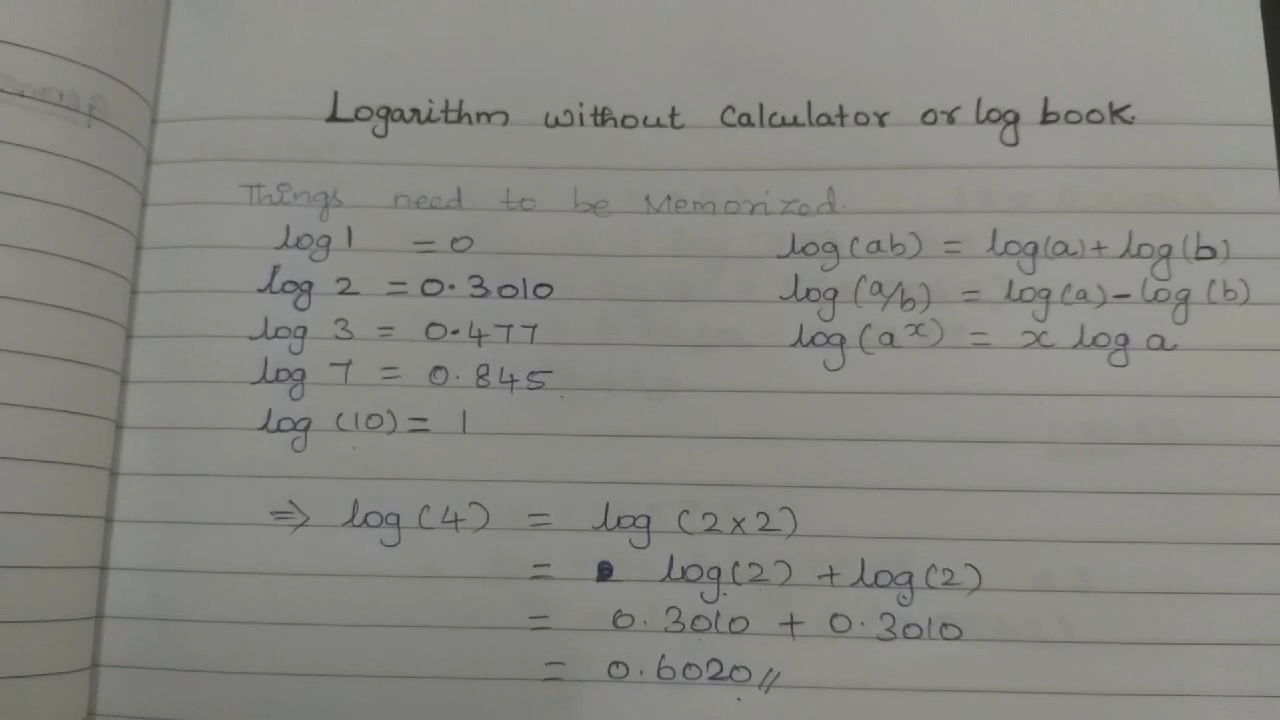 Logarithm without Calculator or log book.
Things need to be Memorized.
log 1 = 0
log 2 = 0.3010
log 3 = 0.477
log 7 = 0.845
log (10) = 1
log(ab) = log(a) + log(b)
log(a/b) = log(a) - log(b)
log(aˣ) = x log a
⇒ log(4) = log (2×2)
= log(2) + log(2)
= 0.3010 + 0.3010
= 0.6020 //